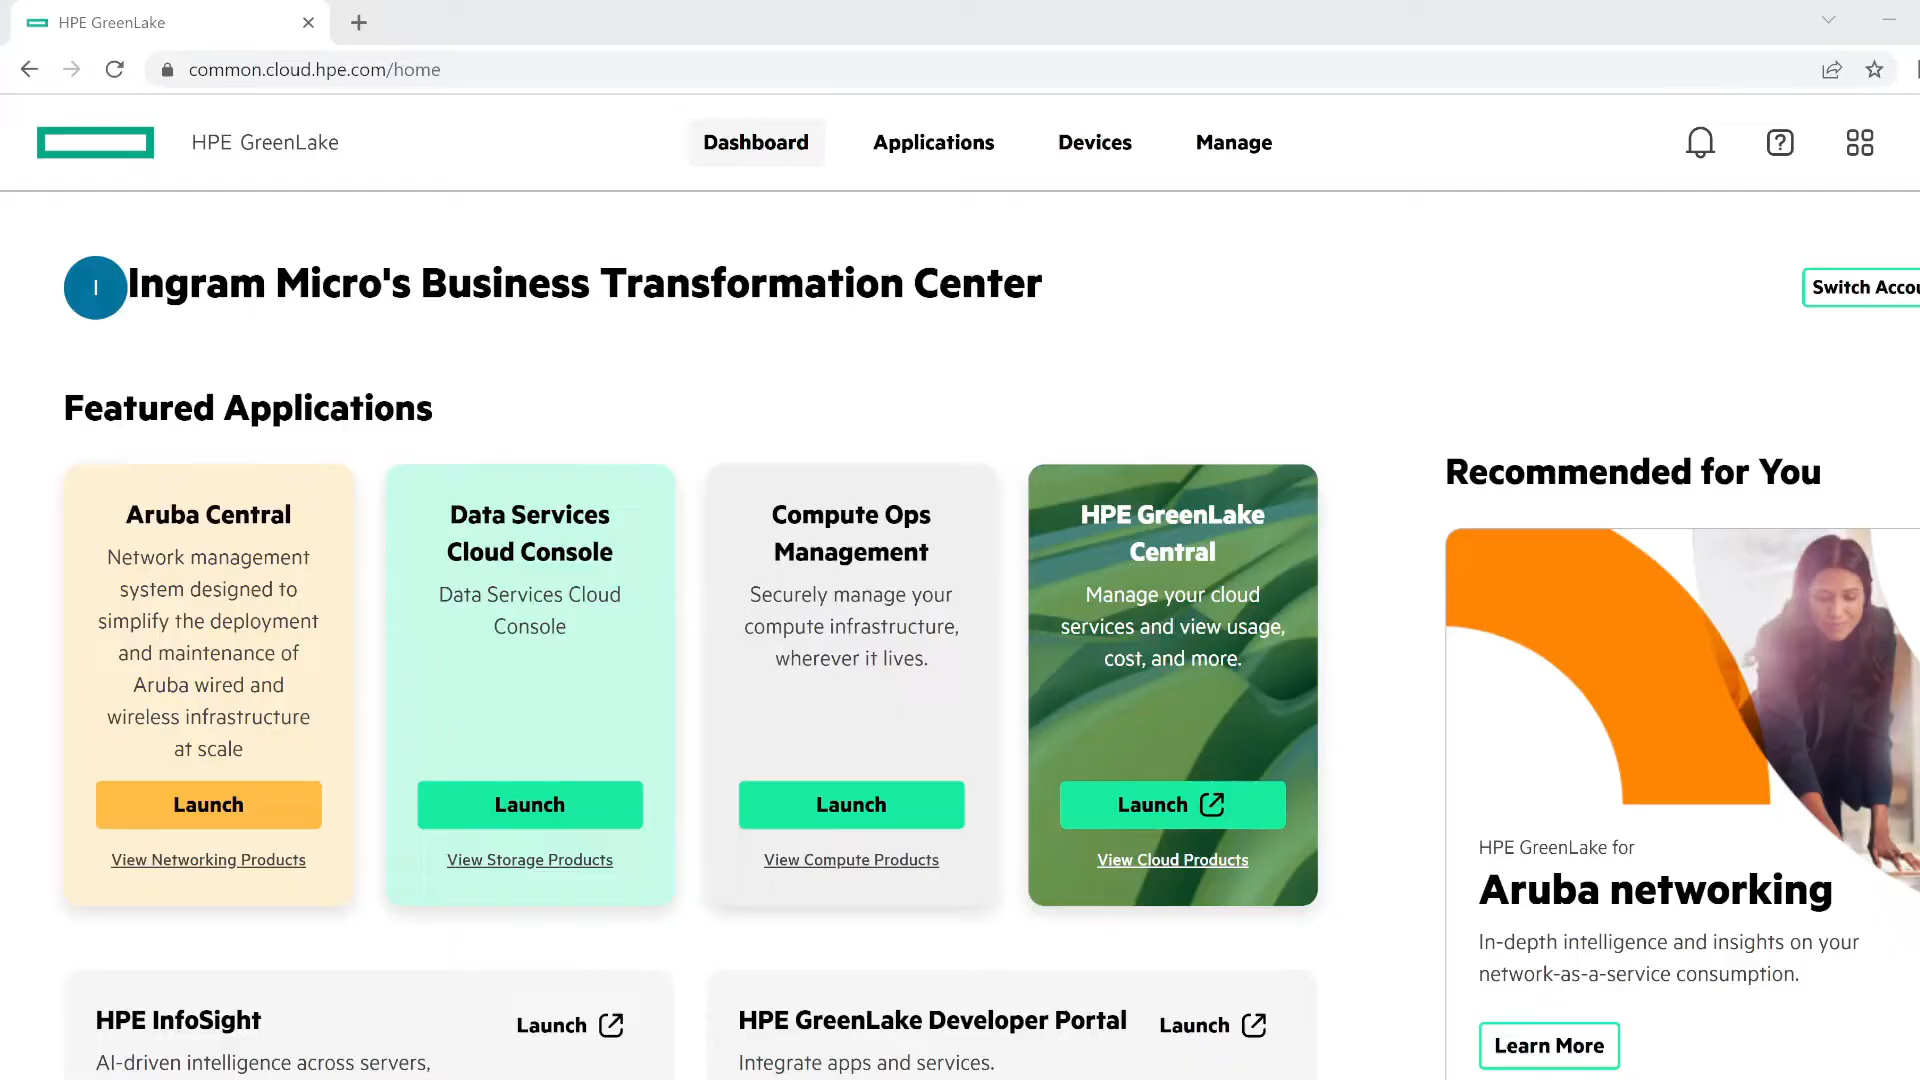 HPE GreenLake
common.cloud.hpe.com/home
HPE GreenLake
Dashboard
Applications
Devices
Manage
I
Ingram Micro's Business Transformation Center
Switch Accou
Featured Applications
Aruba Central
Network management
system designed to
simplify the deployment
and maintenance of
Aruba wired and
wireless infrastructure
at scale
Launch
View Networking Products
Data Services
Cloud Console
Data Services Cloud
Console
Launch
View Storage Products
Compute Ops
Management
Securely manage your
compute infrastructure,
wherever it lives.
Launch
View Compute Products
HPE GreenLake
Central
Manage your cloud
services and view usage,
cost, and more.
Launch
View Cloud Products
Recommended for You
HPE GreenLake for
Aruba networking
In-depth intelligence and insights on your
network-as-a-service consumption.
Learn More
HPE InfoSight
Launch
AI-driven intelligence across servers,
HPE GreenLake Developer Portal
Launch
Integrate apps and services.